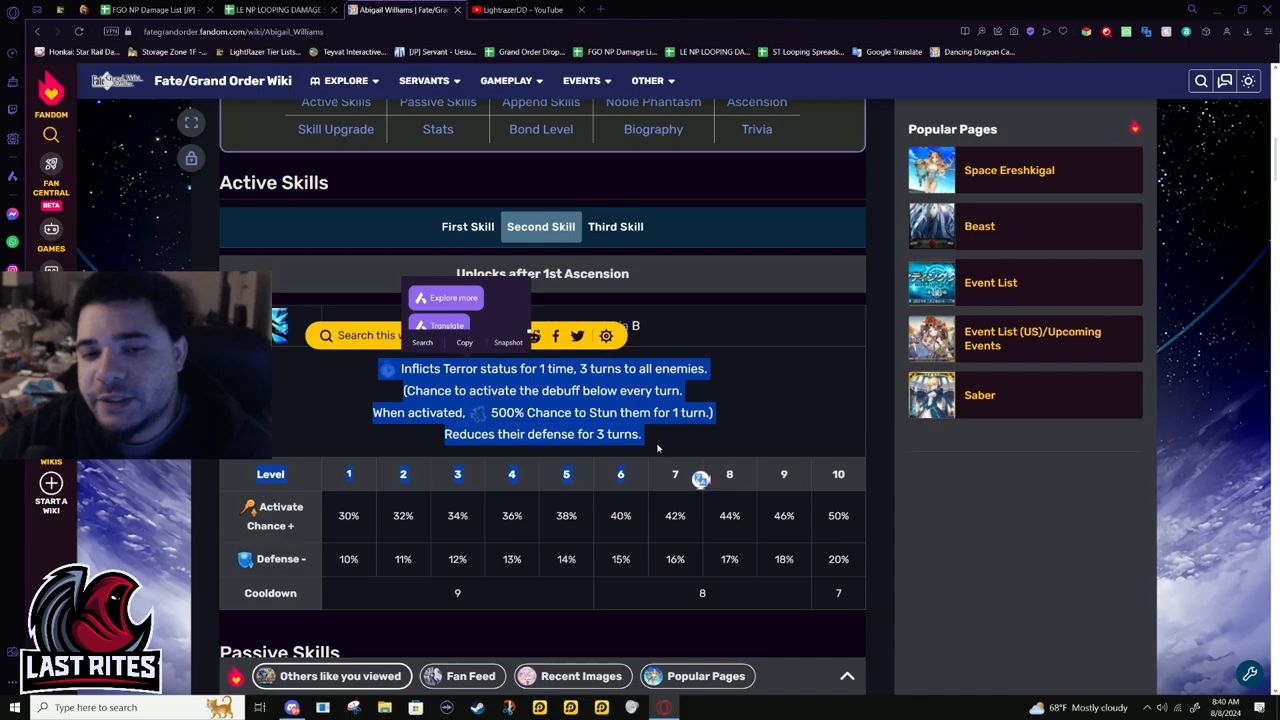 FGO NP Damage List [JP] -
LE NP LOOPING DAMAGE
Abigail Williams | Fate/Gran
LightrazerDD - YouTube
VPN
fategrandorder.fandom.com/wiki/Abigail_Williams
Honkai: Star Rail Da...
Storage Zone 1F -...
LightRazer Tier Lists...
Teyvat Interactive...
(JP) Servant - Uesu...
Grand Order Drop...
FGO NP Damage Li...
LE NP LOOPING DA...
ST Looping Spreads...
Google Translate
Dancing Dragon Ca...
FANDOM
FAN
CENTRAL
BETA
GAMES
WIKIS
START A
WIKI
Fate/Grand Order Wiki
EXPLORE
SERVANTS
GAMEPLAY
EVENTS
OTHER
Active Skills
Passive Skills
Append Skills
Noble Phantasm
Ascension
Skill Upgrade
Stats
Bond Level
Biography
Trivia
Active Skills
First Skill
Second Skill
Third Skill
Unlocks after 1st Ascension
Explore more
Translate
Search
Copy
Snapshot
Search this w
B
Inflicts Terror status for 1 time, 3 turns to all enemies.
(Chance to activate the debuff below every turn.
When activated, 500% Chance to Stun them for 1 turn.)
Reduces their defense for 3 turns.
Level 1 2 3 4 5 6 7 8 9 10
Activate
Chance + 30% 32% 34% 36% 38% 40% 42% 44% 46% 50%
Defense - 10% 11% 12% 13% 14% 15% 16% 17% 18% 20%
Cooldown 9 8 7
Passive Skills
Others like you viewed
Recent Images
Popular Pages
Popular Pages
Space Ereshkigal
Beast
Event List
Event List (US)/Upcoming
Events
Saber
LAST RITES
Type here to search
68°F Mostly cloudy
8:40 AM
8/8/2024